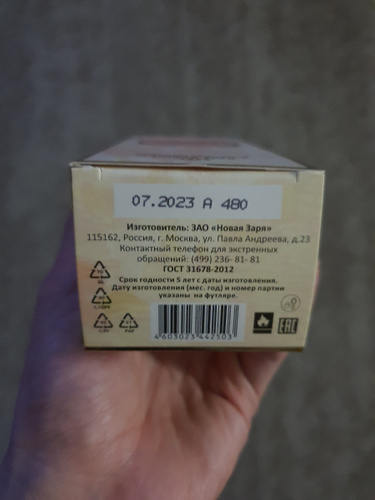 07.2023 A 480
Изготовитель: ЗАО «Новая Заря»
115162, Россия, г. Москва, ул. Павла Андреева, д.23
Контактный телефон для экстренных
обращений: (499) 236- 81- 81
ГОСТ 31678-2012
Срок годности 5 лет с даты изготовления.
Дату изготовления (мес. год) и номер партии
указаны на футляре.
4603023442503
EAC